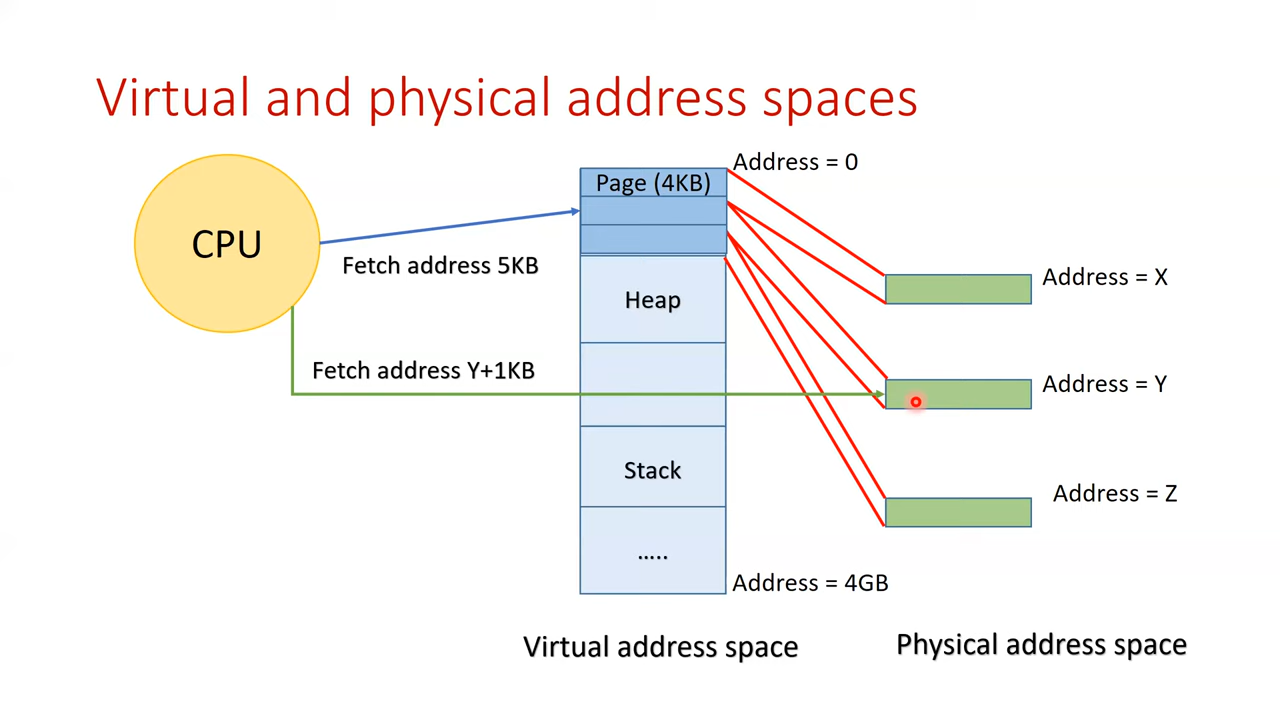 Virtual and physical address spaces
Address = 0
Page (4KB)
CPU
Fetch address 5KB
Address = X
Heap
Fetch address Y+1KB
Address = Y
Stack
Address = Z
.....
Address = 4GB
Virtual address space
Physical address space